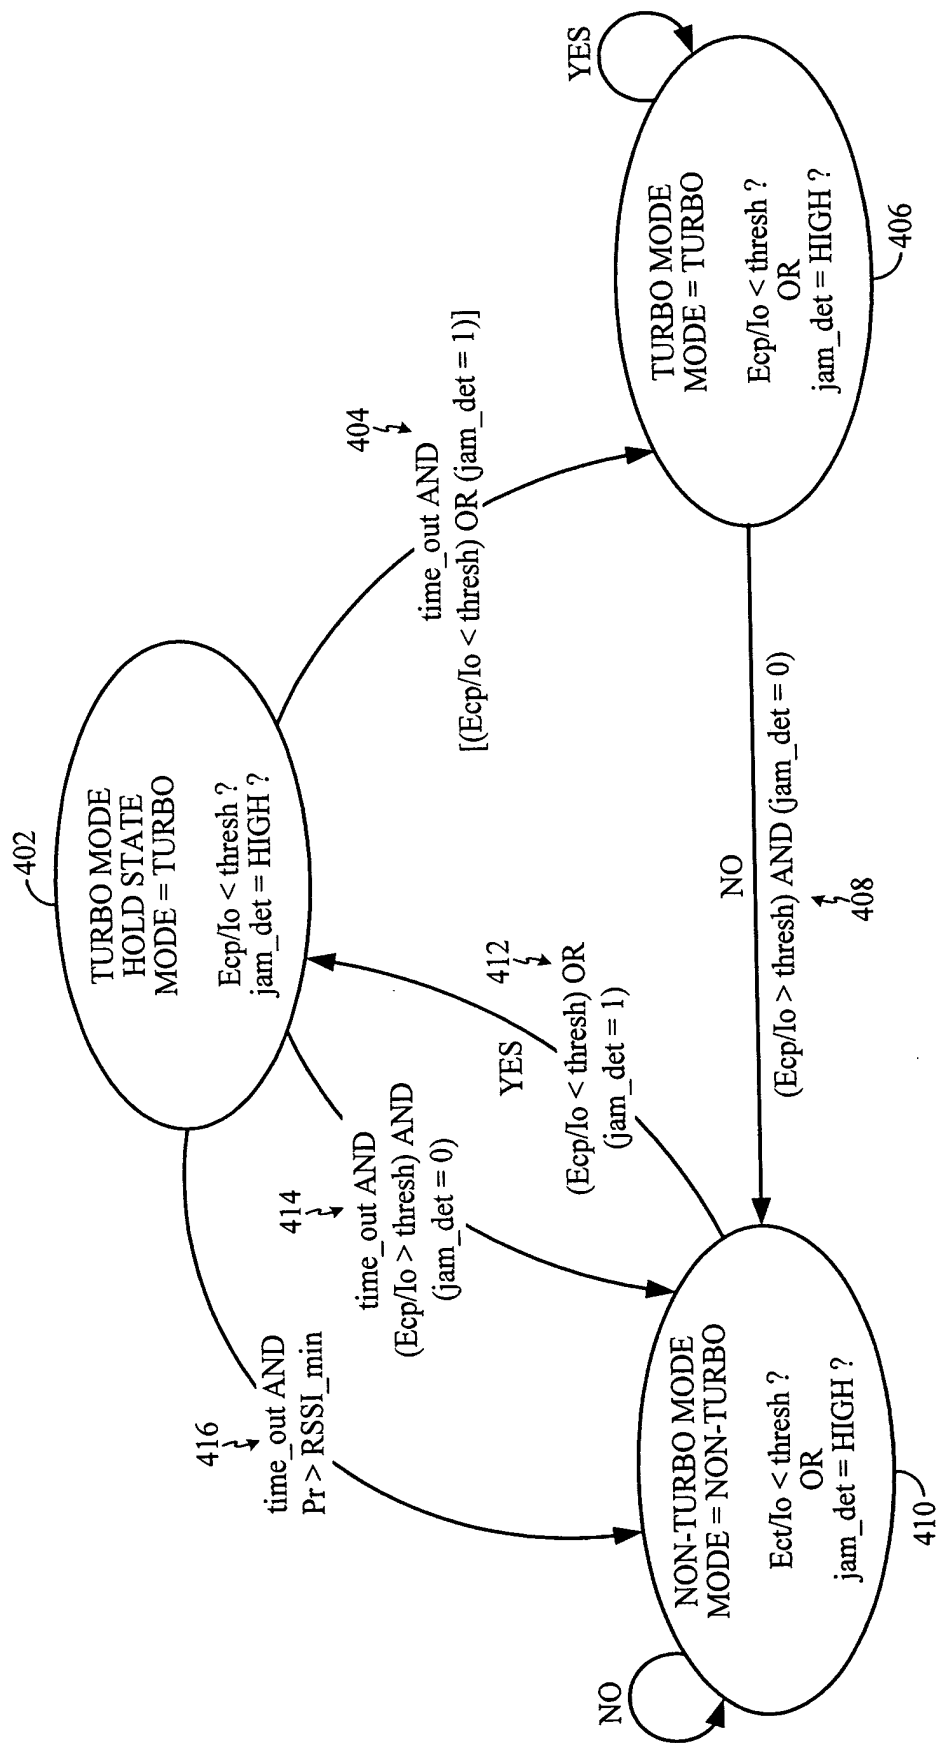 402
TURBO MODE
HOLD STATE
MODE = TURBO
Ecp/Io < thresh ?
jam_det = HIGH ?
416
time_out AND
Pr > RSSI_min
414
time_out AND
(Ecp/Io > thresh) AND
(jam_det = 0)
412
YES
(Ecp/Io < thresh) OR
(jam_det = 1)
404
time_out AND
[(Ecp/Io < thresh) OR (jam_det = 1)]
NO
NON-TURBO MODE
MODE = NON-TURBO
Ect/Io < thresh ?
OR
jam_det = HIGH ?
410
NO
(Ecp/Io > thresh) AND (jam_det = 0)
408
YES
TURBO MODE
MODE = TURBO
Ecp/Io < thresh ?
OR
jam_det = HIGH ?
406